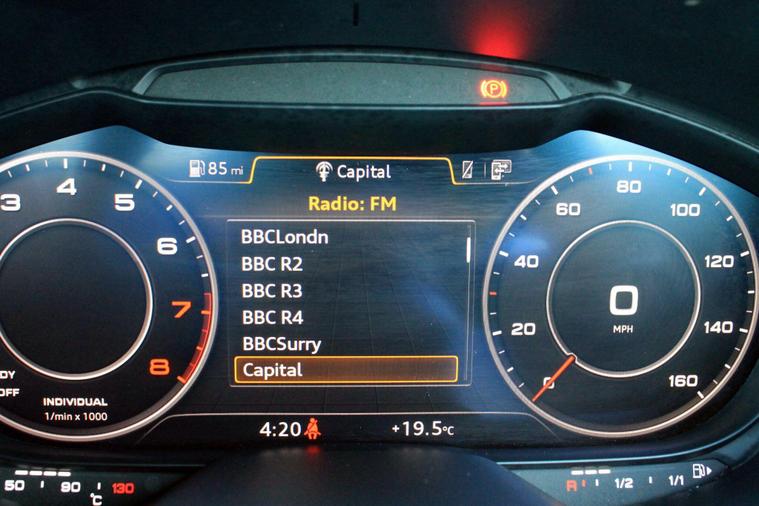 P
85 mi
Capital
Radio: FM
BBCLondn
BBC R2
BBC R3
BBC R4
BBCSurry
Capital
4:20
+19.5°C
3
4
5
6
7
8
DY
OFF
INDIVIDUAL
1/min x 1000
0
20
40
60
80
100
120
140
160
0
MPH
50
90
130
°C
R
1/2
1/1